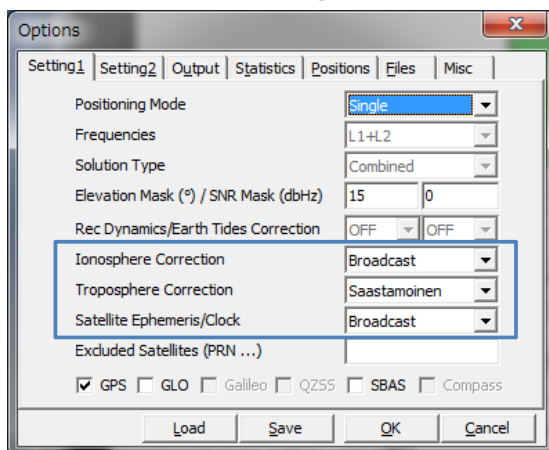 Options
Setting1 Setting2 Output Statistics Positions Files Misc
Positioning Mode Single
Frequencies L1+L2
Solution Type Combined
Elevation Mask (°) / SNR Mask (dbHz) 15 0
Rec Dynamics/Earth Tides Correction OFF OFF
Ionosphere Correction Broadcast
Troposphere Correction Saastamoinen
Satellite Ephemeris/Clock Broadcast
Excluded Satellites (PRN ...)
GPS GLO Galileo QZSS SBAS Compass
Load Save OK Cancel